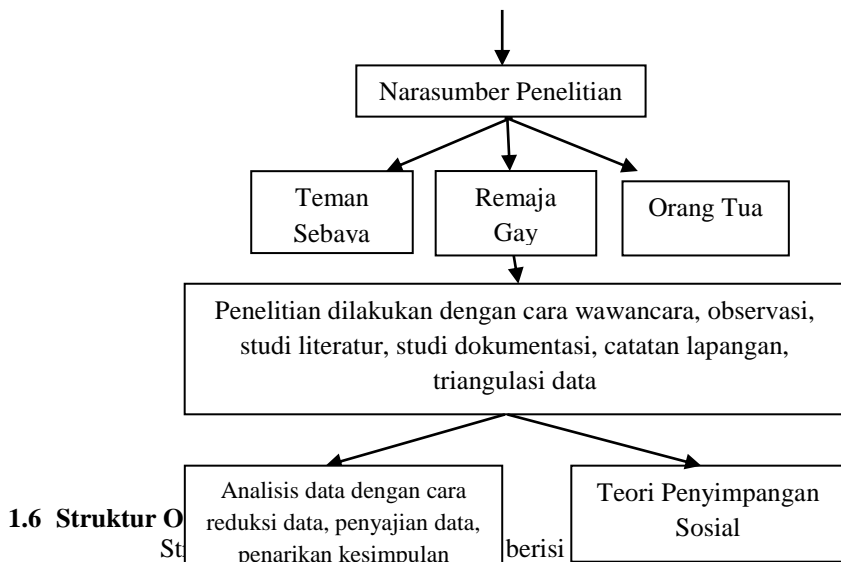 Narasumber Penelitian
Teman
Sebaya
Remaja
Gay
Orang Tua
Penelitian dilakukan dengan cara wawancara, observasi,
studi literatur, studi dokumentasi, catatan lapangan,
triangulasi data
Analisis data dengan cara
reduksi data, penyajian data,
penarikan kesimpulan
Teori Penyimpangan
Sosial
1.6 Struktur O
berisi